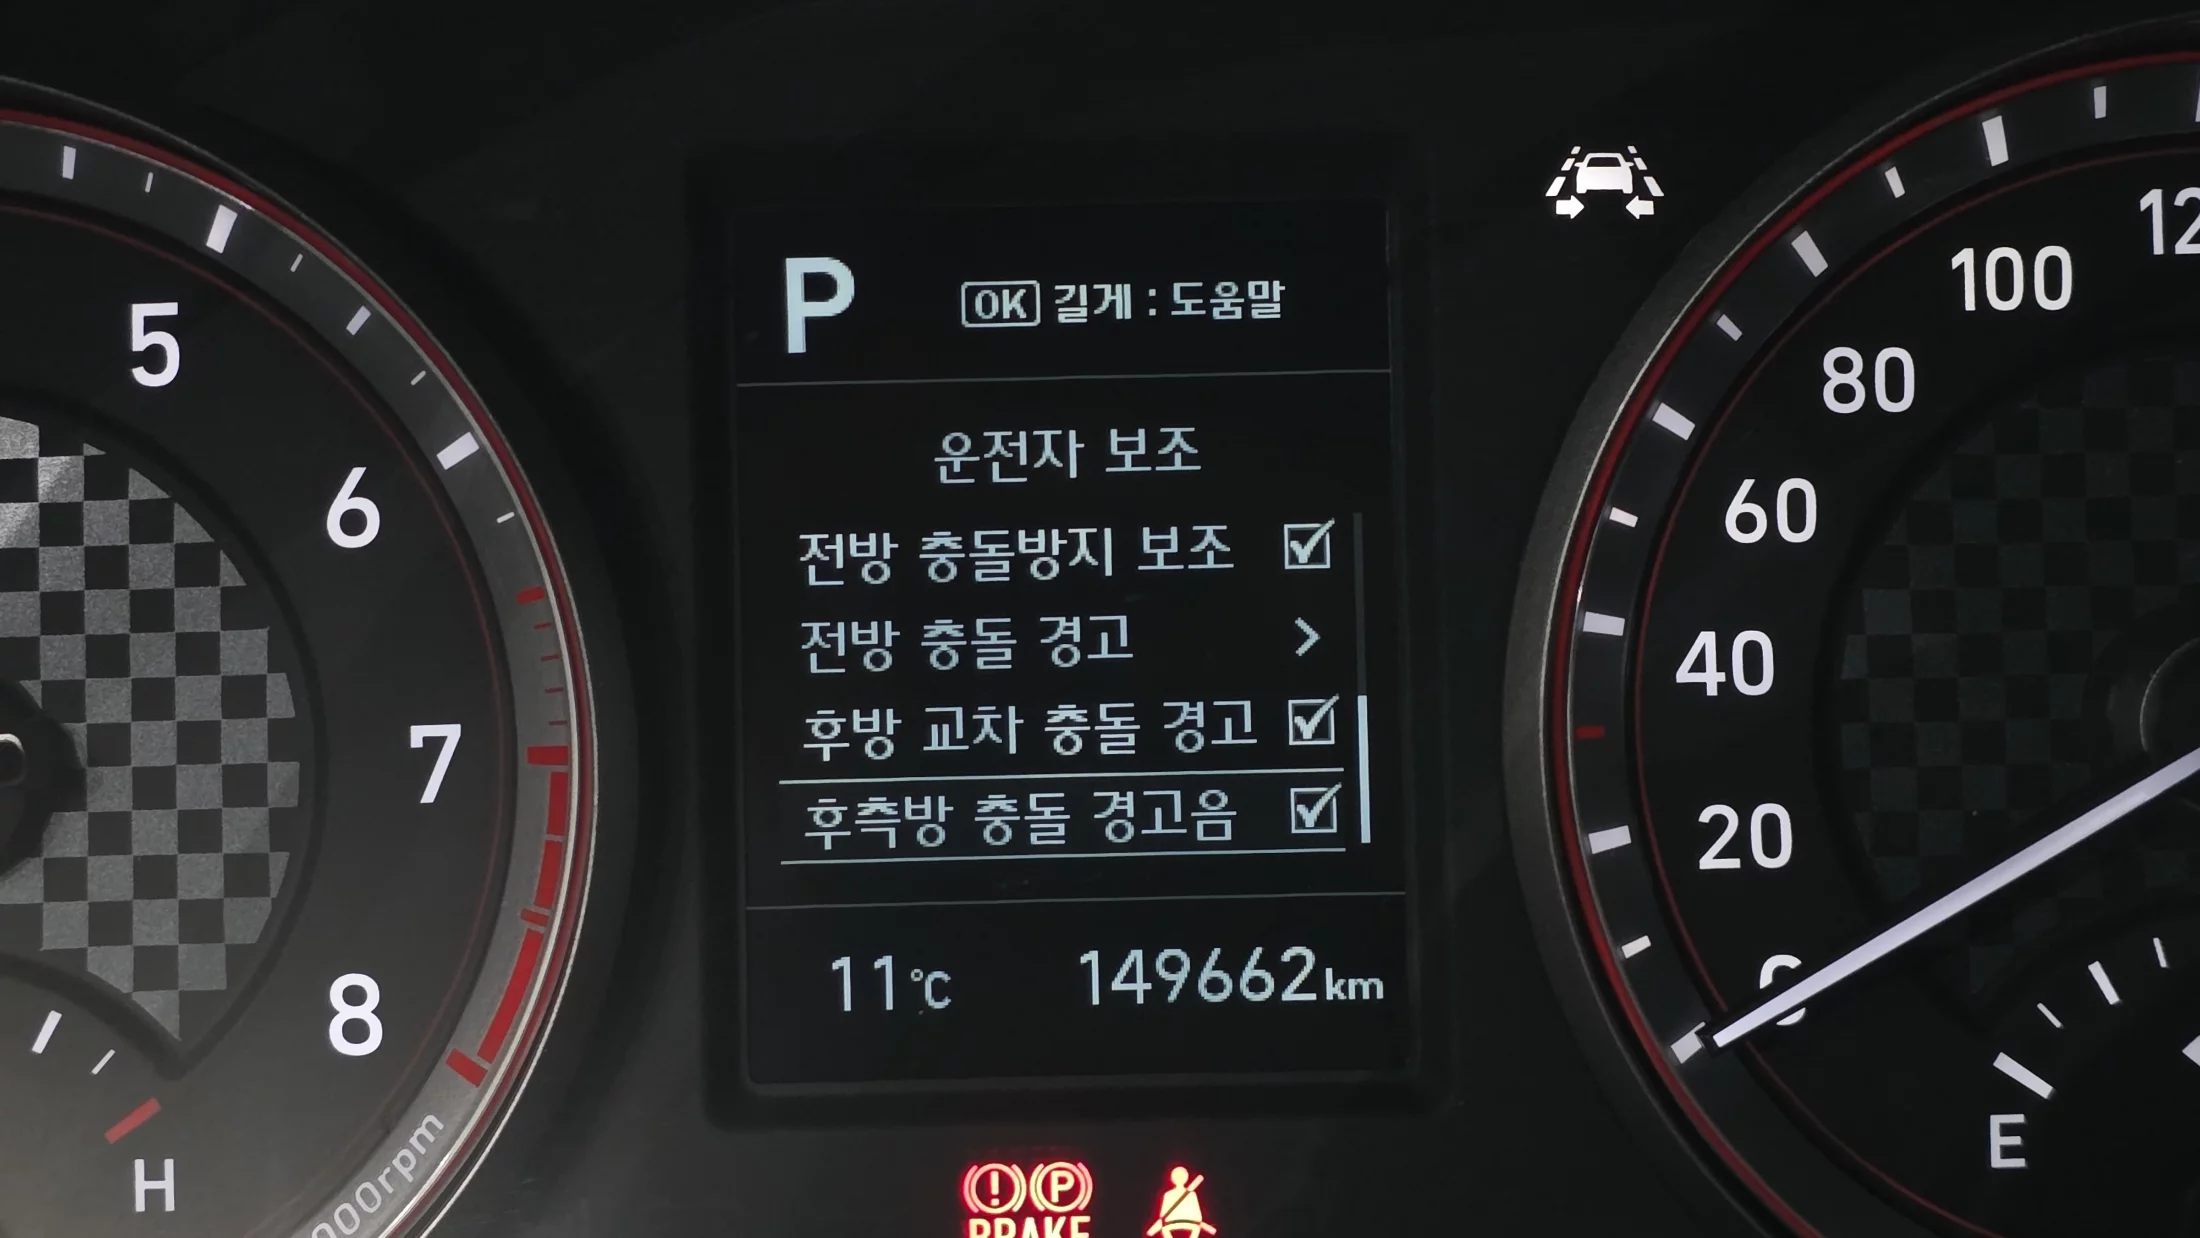 P
OK 길게 : 도움말
운전자 보조
전방 충돌방지 보조
전방 충돌 경고 >
후방 교차 충돌 경고
후측방 충돌 경고음
11℃ 149662km
5
6
7
8
H
000rpm
100
80
60
40
20
0
E
P
BRAKE